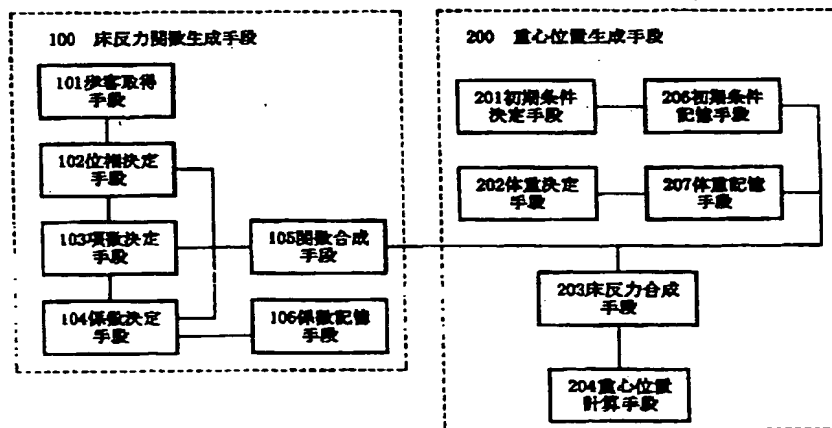 100 床反力関数生成手段
101歩容取得
手段
102位相決定
手段
103項数決定
手段
104係数決定
手段
105関数合成
手段
106係数記憶
手段
200 重心位置生成手段
201初期条件
決定手段
206初期条件
記憶手段
202体重決定
手段
207体重記憶
手段
203床反力合成
手段
204重心位置
計算手段